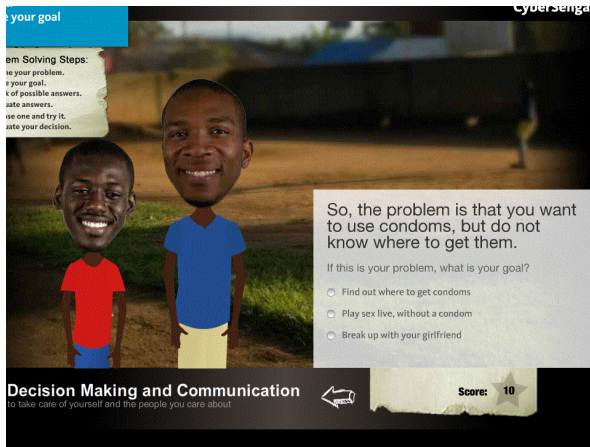 CyberSenga
e your goal
em Solving Steps:
ne your problem.
e your goal.
k of possible answers.
uate answers.
ose one and try it.
uate your decision.
So, the problem is that you want
to use condoms, but do not
know where to get them.
If this is your problem, what is your goal?
Find out where to get condoms
Play sex live, without a condom
Break up with your girlfriend
Decision Making and Communication
to take care of yourself and the people you care about
Score: 10